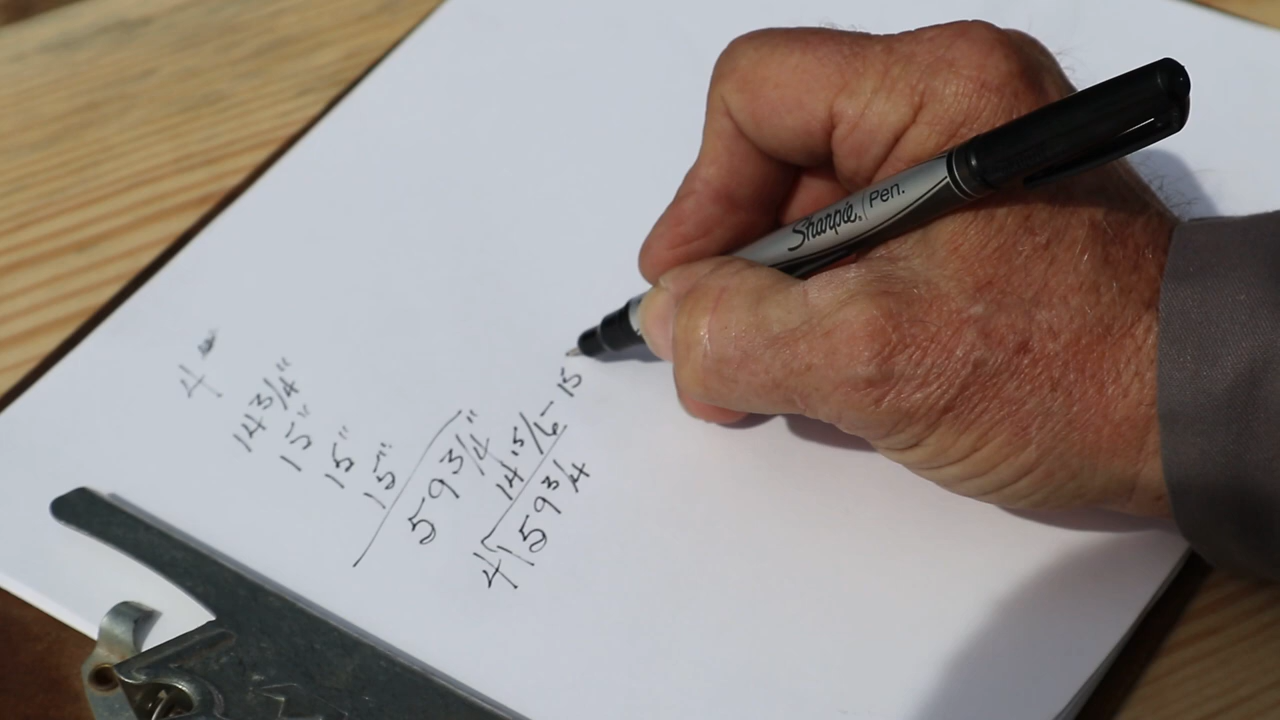 4
14 3/4"
15"
15"
15"
59 3/4"
14 15/16 - 15
4 59 3/4
Sharpie. Pen.